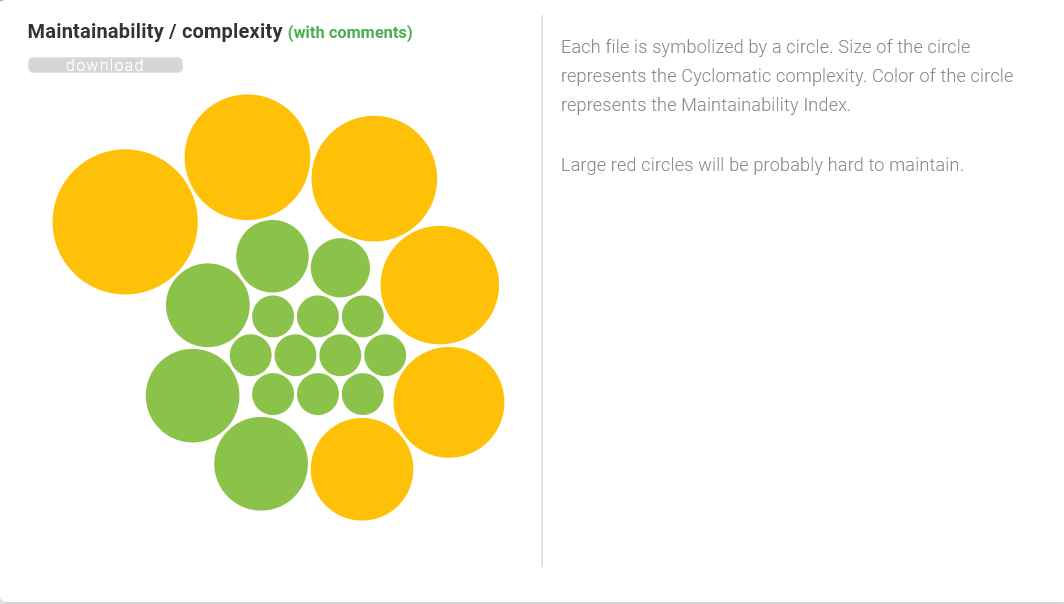 Maintainability / complexity (with comments)
download
Each file is symbolized by a circle. Size of the circle
represents the Cyclomatic complexity. Color of the circle
represents the Maintainability Index.
Large red circles will be probably hard to maintain.